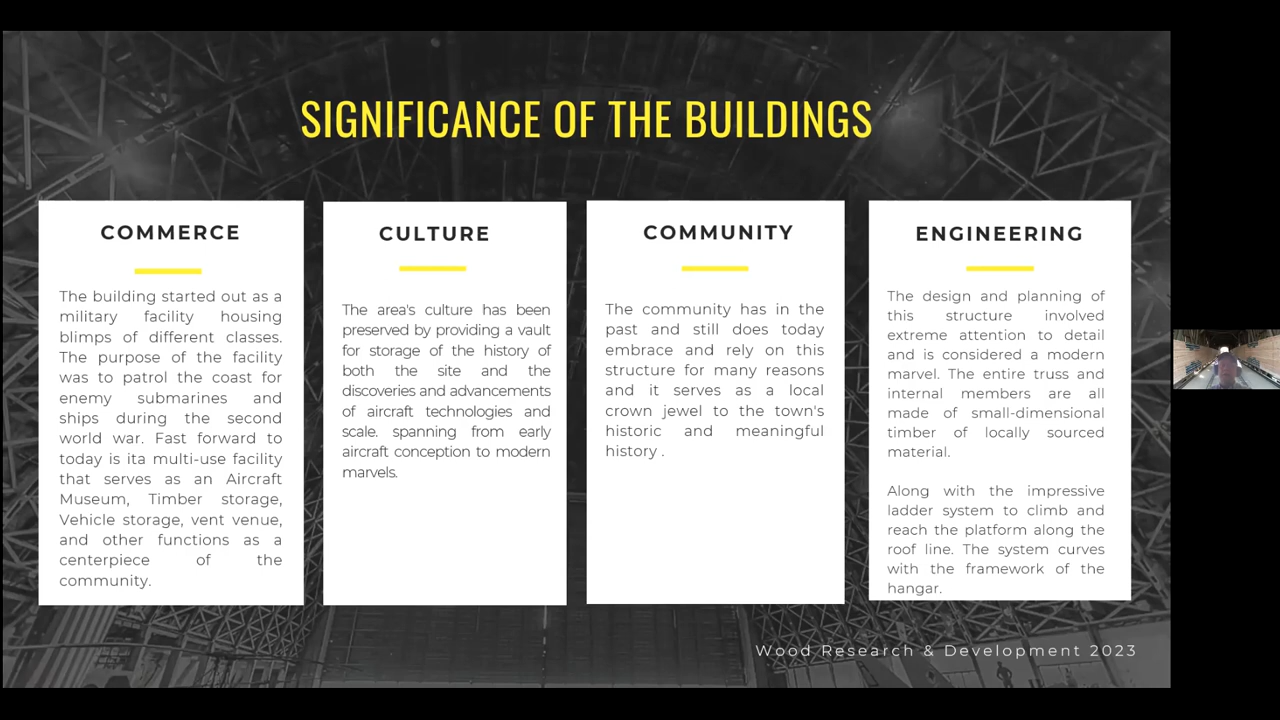 SIGNIFICANCE OF THE BUILDINGS
COMMERCE
The building started out as a
military facility housing
blimps of different classes.
The purpose of the facility
was to patrol the coast for
enemy submarines and
ships during the second
world war. Fast forward to
today is ita multi-use facility
that serves as an Aircraft
Museum, Timber storage,
Vehicle storage, vent venue,
and other functions as a
centerpiece of the
community.
CULTURE
The area's culture has been
preserved by providing a vault
for storage of the history of
both the site and the
discoveries and advancements
of aircraft technologies and
scale. spanning from early
aircraft conception to modern
marvels.
COMMUNITY
The community has in the
past and still does today
embrace and rely on this
structure for many reasons
and it serves as a local
crown jewel to the town's
historic and meaningful
history .
ENGINEERING
The design and planning of
this structure involved
extreme attention to detail
and is considered a modern
marvel. The entire truss and
internal members are all
made of small-dimensional
timber of locally sourced
material.
Along with the impressive
ladder system to climb and
reach the platform along the
roof line. The system curves
with the framework of the
hangar.
Wood Research & Development 2023